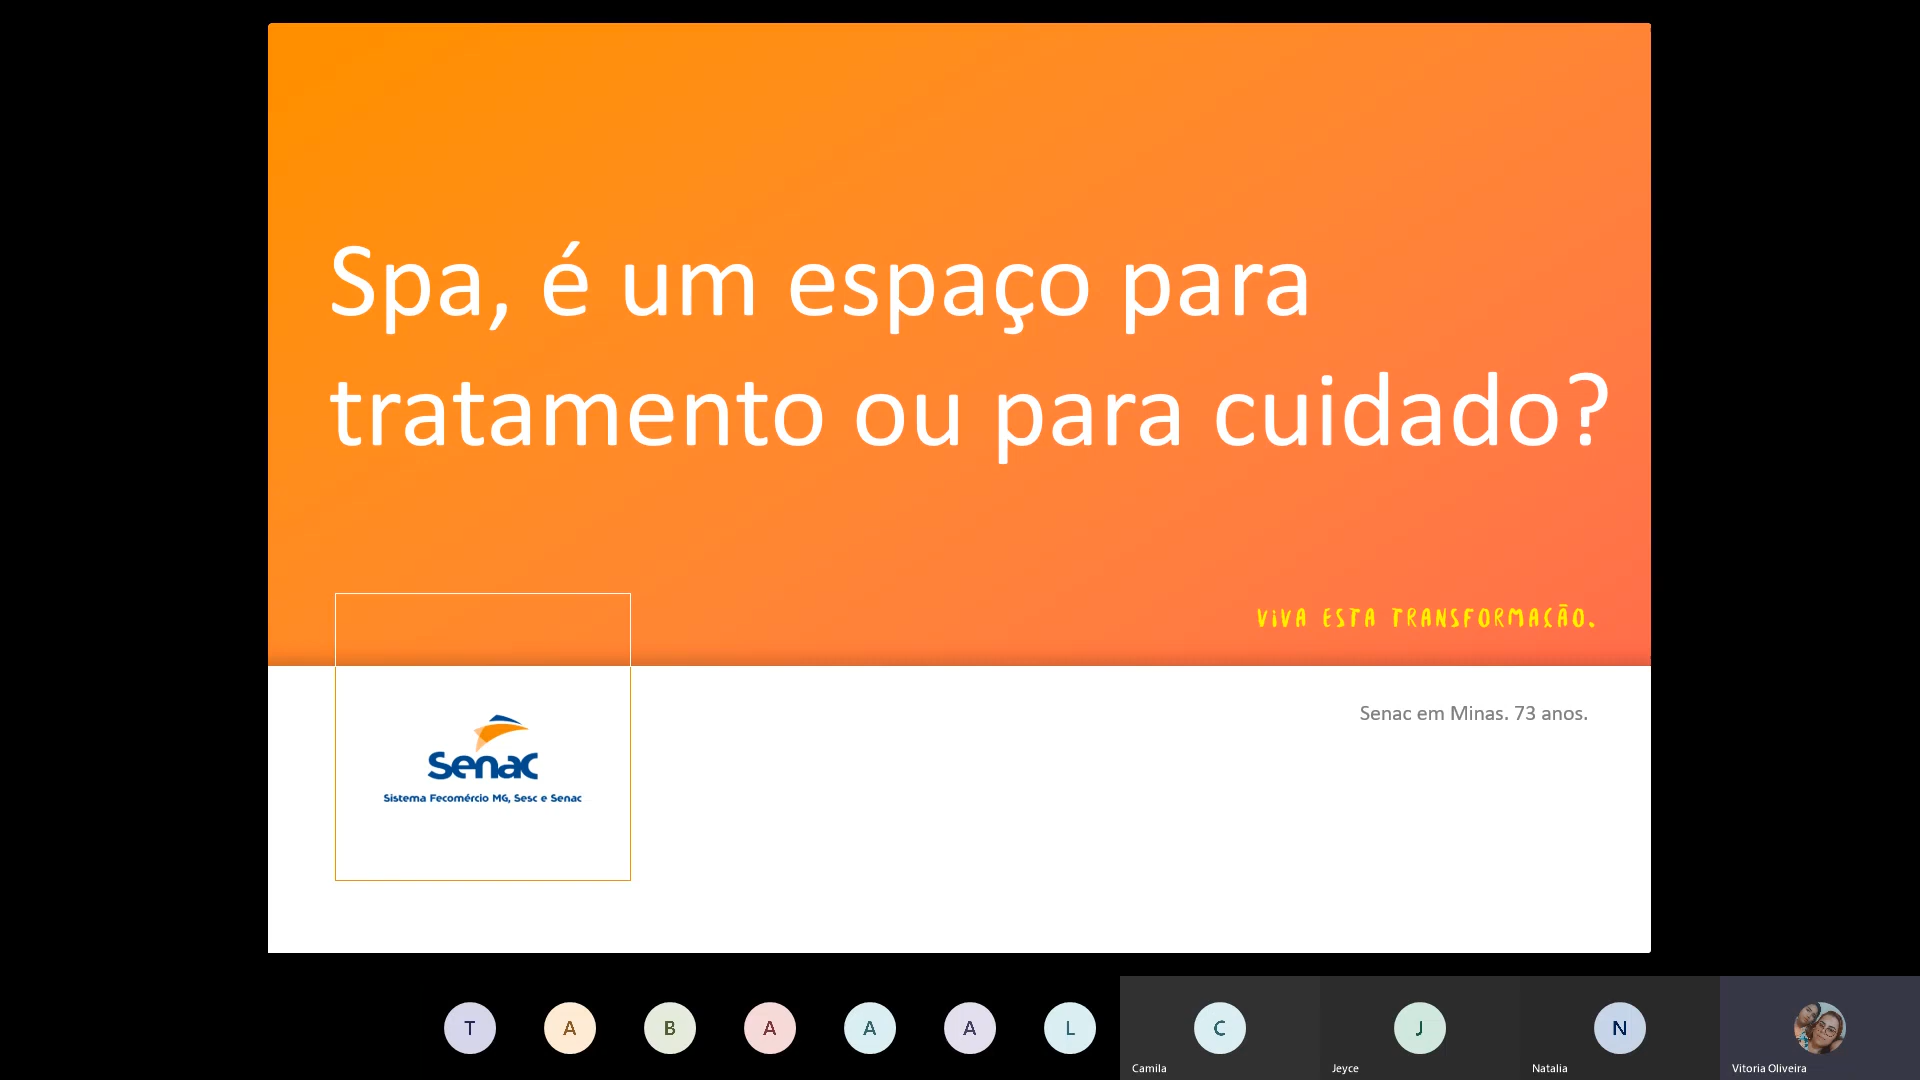 Spa, é um espaço para
tratamento ou para cuidado?
VIVA ESTA TRANSFORMAÇÃO.
Senac em Minas. 73 anos.
Senac
Sistema Fecomércio MG, Sesc e Senac
T A B A A A L C J N
Camila Jeyce Natalia Vitoria Oliveira